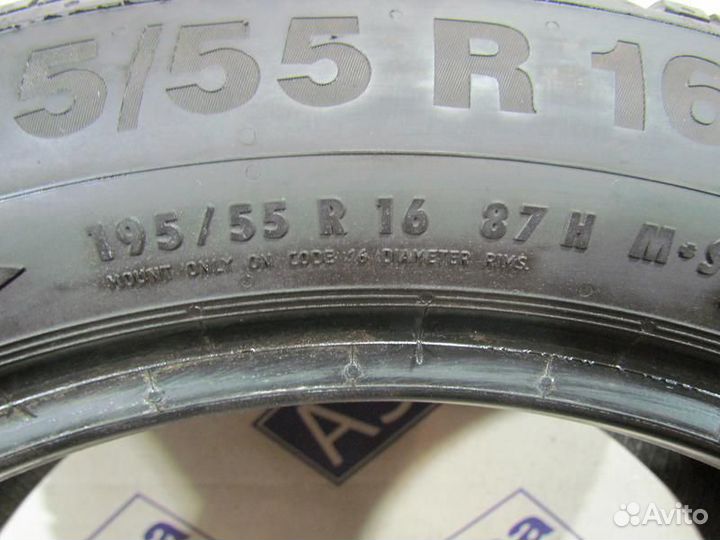 5/55 R 16
195/55 R 16 87 H M+S
MOUNT ONLY ON CODE 16 DIAMETER RIMS.
Avito